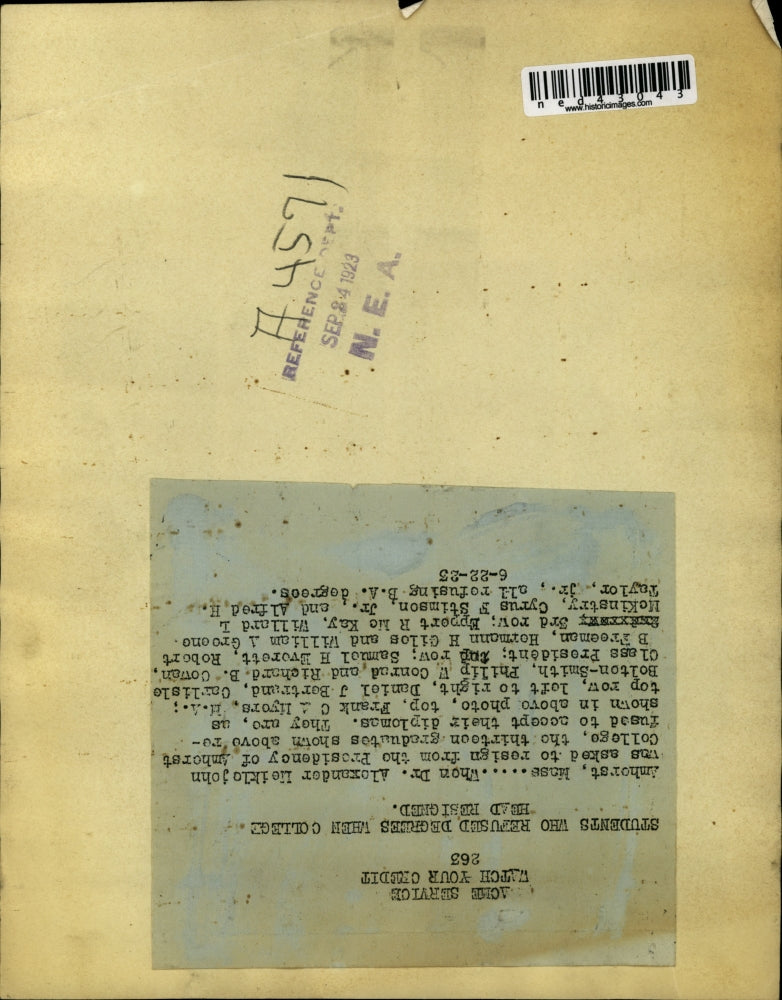 ned43043
www.historicimages.com
A 4571
REFERENCE DEPT.
SEP 24 1923
N. E. A.
ACME SERVICE
WATCH YOUR CREDIT
263
STUDENTS WHO REFUSED DEGREES WHEN COLLEGE
HEAD RESIGNED.
Amherst, Mass.....When Dr. Alexander Meiklejohn
was asked to resign from the Presidency of Amherst
College, the thirteen graduates shown above re-
fused to accept their diplomas. They are, as
shown in above photo, top, Frank C A Myers, M.A.;
top row, left to right, Daniel J Bertrand, Carlisle
Bolton-Smith, Phillip W Conrad and Richard B. Cowan,
Class President; row; Samuel H Everett, Robert
B Freeman, Hermann H Giles and William A Greene
3rd row; Eppert R Mc Kay, Willard L
McKinstry, Cyrus F Stimson, Jr., and Alfred H.
Taylor, Jr., all refusing B.A. degrees.
6-22-23